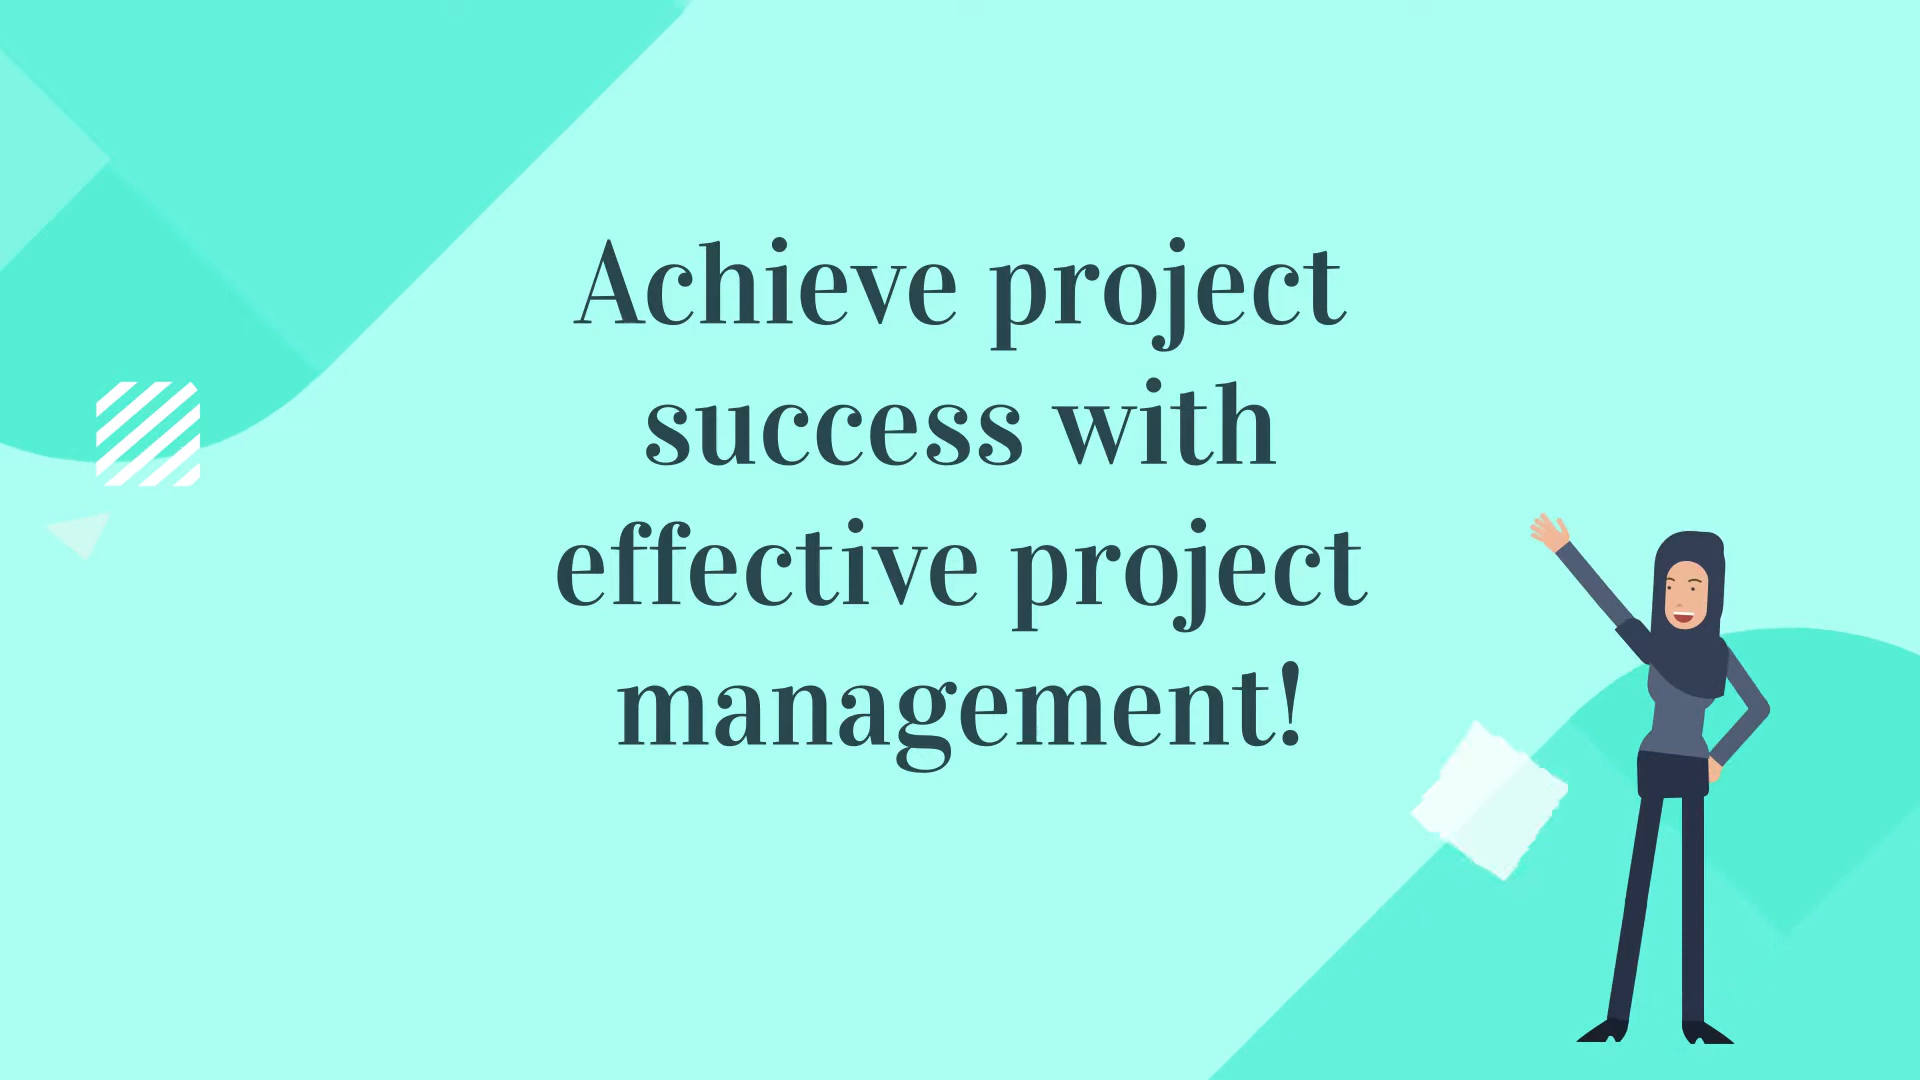 Achieve project
success with
effective project
management!